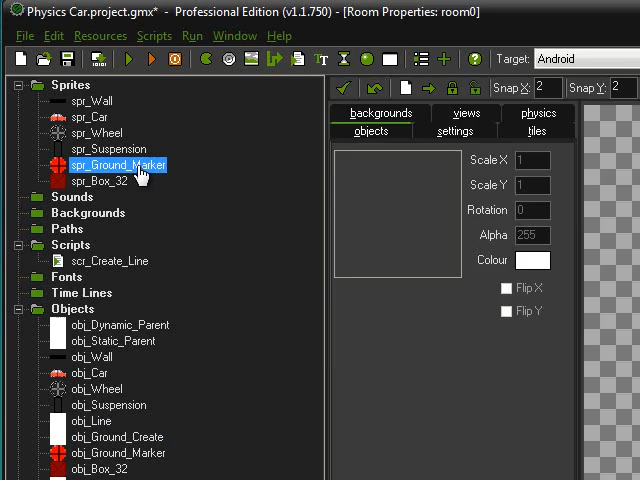 Physics Car.project.gmx* - Professional Edition (v1.1.750) - [Room Properties: room0]
File Edit Resources Scripts Run Window Help
Target: Android
Sprites
spr_Wall
spr_Car
spr_Wheel
spr_Suspension
spr_Ground_Marker
spr_Box_32
Sounds
Backgrounds
Paths
Scripts
scr_Create_Line
Fonts
Time Lines
Objects
obj_Dynamic_Parent
obj_Static_Parent
obj_Wall
obj_Car
obj_Wheel
obj_Suspension
obj_Line
obj_Ground_Create
obj_Ground_Marker
obj_Box_32
Snap X: 2 Snap Y: 2
backgrounds views physics
objects settings tiles
Scale X 1
Scale Y 1
Rotation 0
Alpha 255
Colour
Flip X
Flip Y